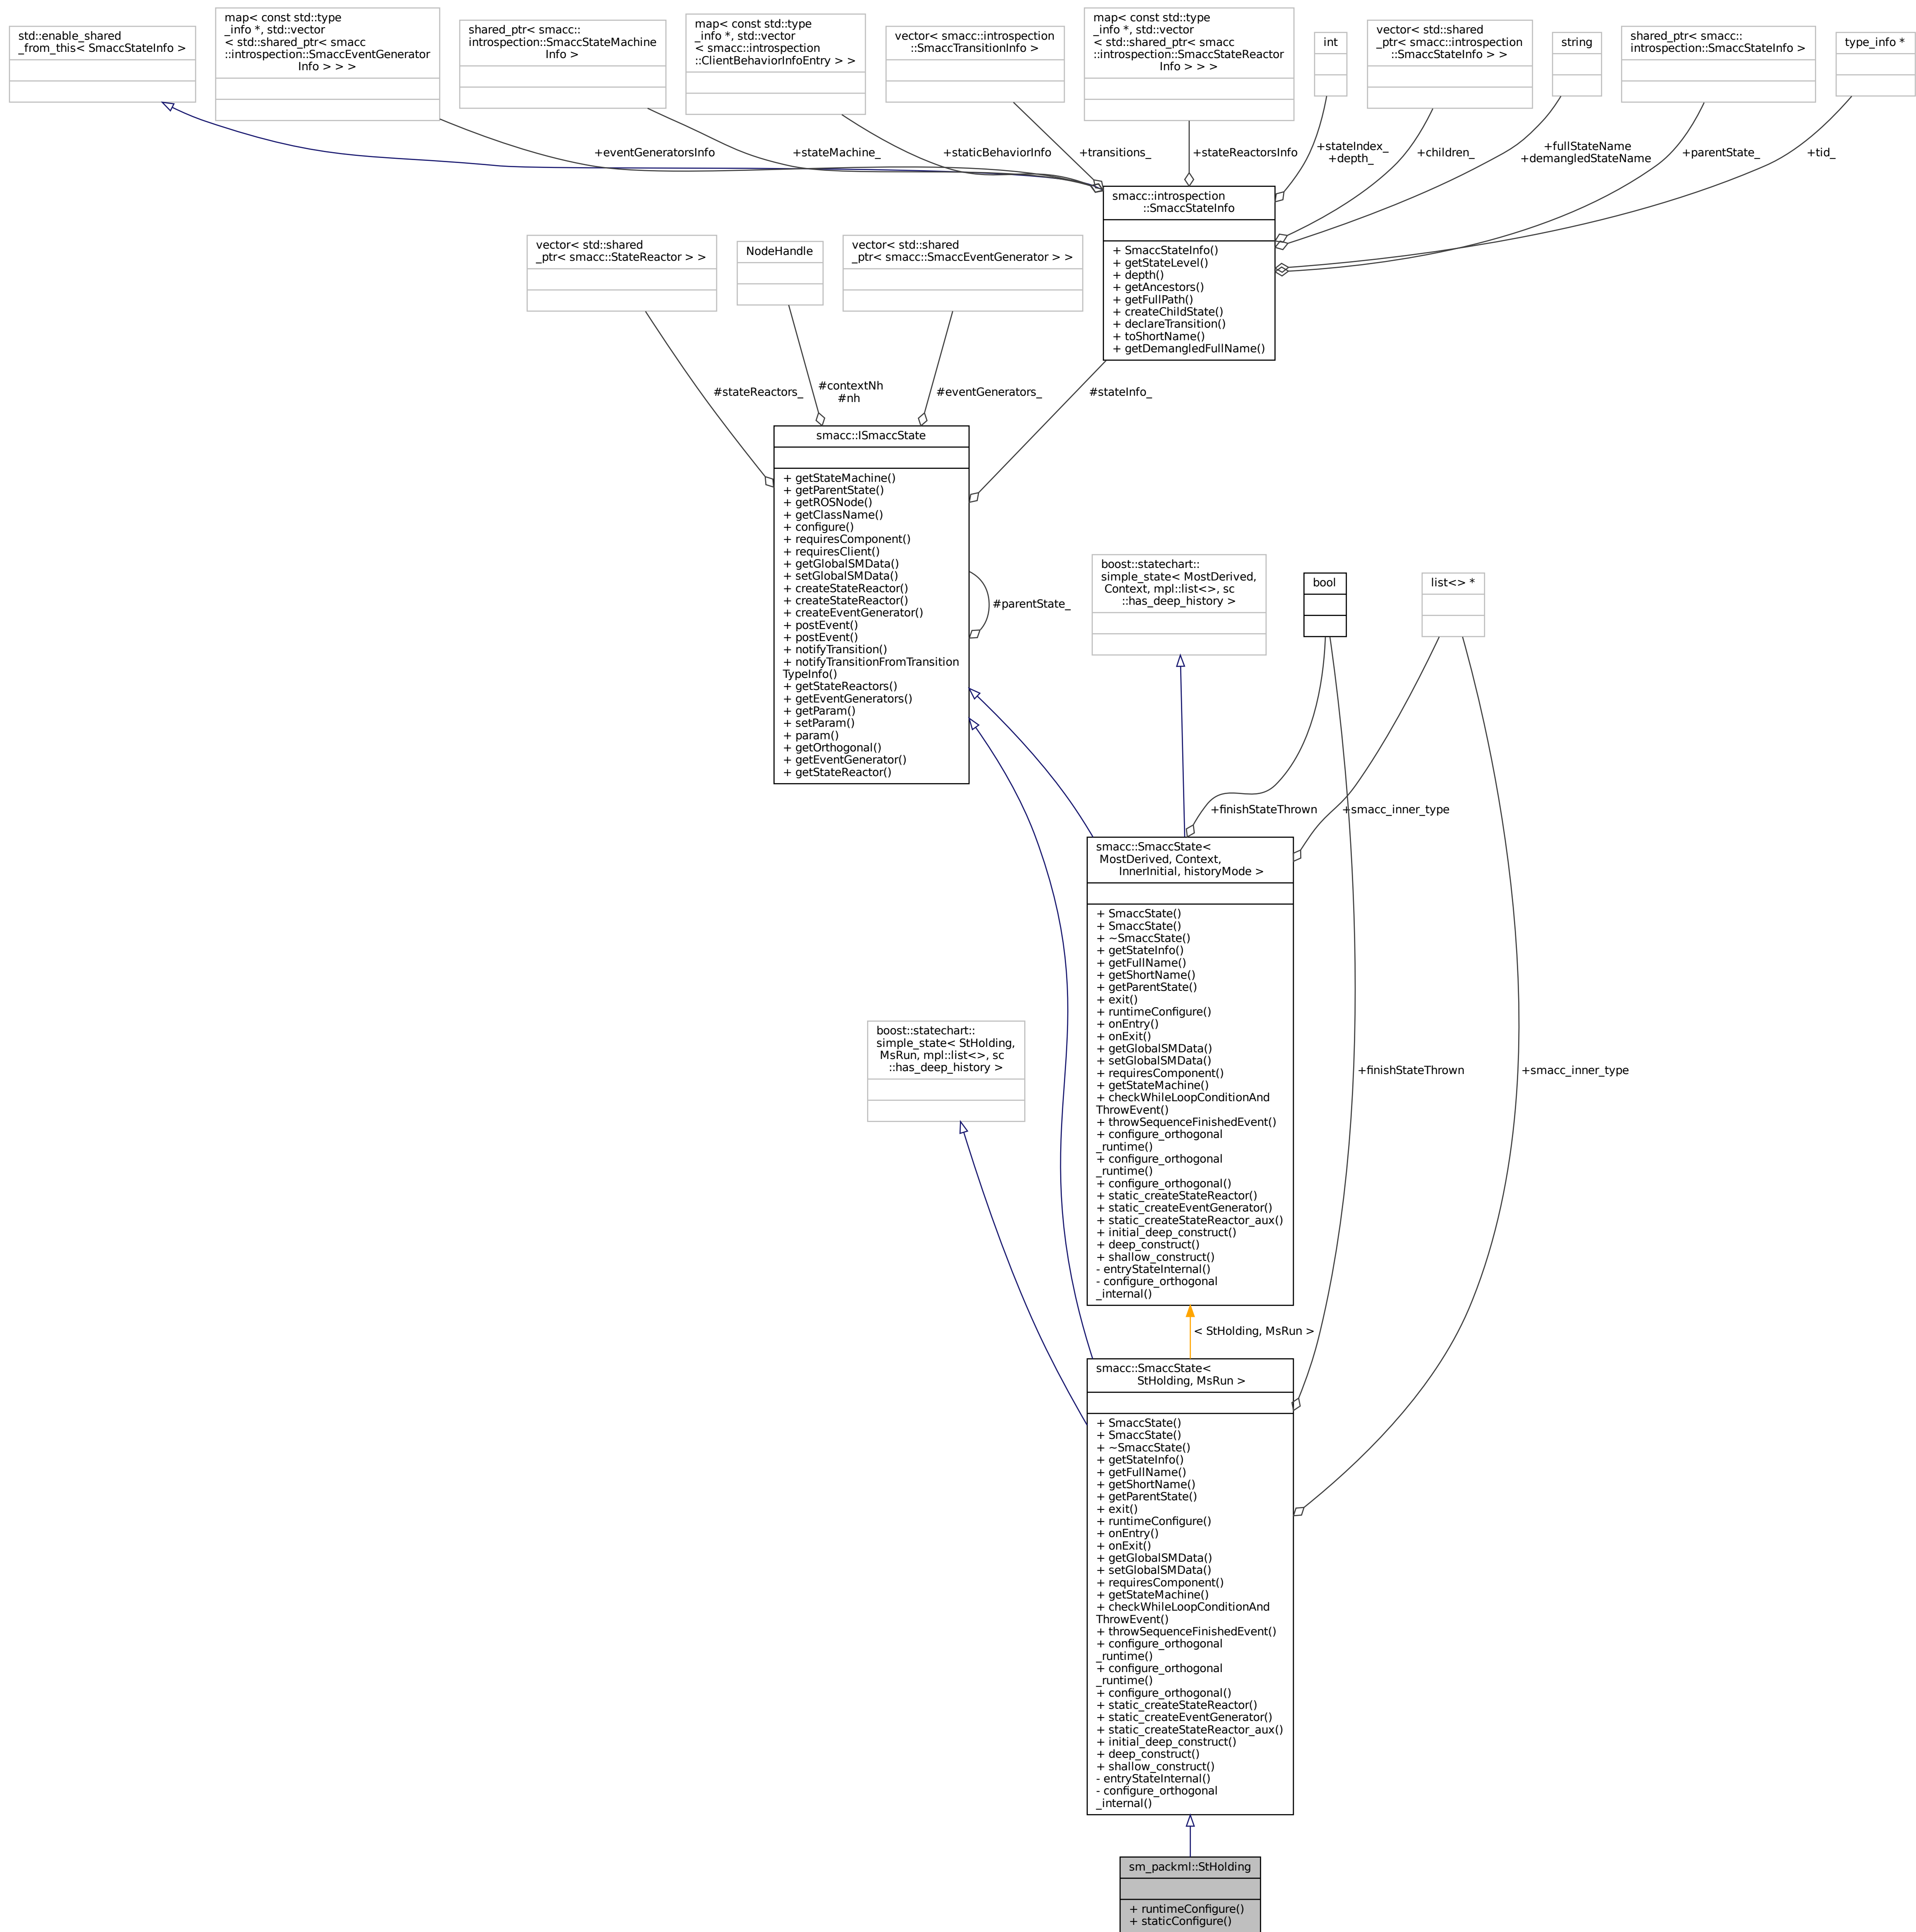 std::enable_shared
_from_this< SmaccStateInfo >
map< const std::type
_info *, std::vector
< std::shared_ptr< smacc
::introspection::SmaccEventGenerator
Info > > >
shared_ptr< smacc::
introspection::SmaccStateMachine
Info >
map< const std::type
_info *, std::vector
< smacc::introspection
::ClientBehaviorInfoEntry > >
vector< smacc::introspection
::SmaccTransitionInfo >
map< const std::type
_info *, std::vector
< std::shared_ptr< smacc
::introspection::SmaccStateReactor
Info > > >
int
vector< std::shared
_ptr< smacc::introspection
::SmaccStateInfo > >
string
shared_ptr< smacc::
introspection::SmaccStateInfo >
type_info *
+eventGeneratorsInfo
+stateMachine_
+staticBehaviorInfo
+transitions_
+stateReactorsInfo
+stateIndex_
+depth_
+children_
+fullStateName
+demangledStateName
+parentState_
+tid_
smacc::introspection
::SmaccStateInfo
+ SmaccStateInfo()
+ getStateLevel()
+ depth()
+ getAncestors()
+ getFullPath()
+ createChildState()
+ declareTransition()
+ toShortName()
+ getDemangledFullName()
vector< std::shared
_ptr< smacc::StateReactor > >
NodeHandle
vector< std::shared
_ptr< smacc::SmaccEventGenerator > >
#stateReactors_
#contextNh
#nh
#eventGenerators_
#stateInfo_
smacc::ISmaccState
+ getStateMachine()
+ getParentState()
+ getROSNode()
+ getClassName()
+ configure()
+ requiresComponent()
+ requiresClient()
+ getGlobalSMData()
+ setGlobalSMData()
+ createStateReactor()
+ createStateReactor()
+ createEventGenerator()
+ postEvent()
+ postEvent()
+ notifyTransition()
+ notifyTransitionFromTransition
TypeInfo()
+ getStateReactors()
+ getEventGenerators()
+ getParam()
+ setParam()
+ param()
+ getOrthogonal()
+ getEventGenerator()
+ getStateReactor()
#parentState_
boost::statechart::
simple_state< MostDerived,
Context, mpl::list<>, sc
::has_deep_history >
bool
list<> *
+finishStateThrown
+smacc_inner_type
smacc::SmaccState<
MostDerived, Context,
InnerInitial, historyMode >
+ SmaccState()
+ SmaccState()
+ ~SmaccState()
+ getStateInfo()
+ getFullName()
+ getShortName()
+ getParentState()
+ exit()
+ runtimeConfigure()
+ onEntry()
+ onExit()
+ getGlobalSMData()
+ setGlobalSMData()
+ requiresComponent()
+ getStateMachine()
+ checkWhileLoopConditionAnd
ThrowEvent()
+ throwSequenceFinishedEvent()
+ configure_orthogonal
_runtime()
+ configure_orthogonal
_runtime()
+ configure_orthogonal()
+ static_createStateReactor()
+ static_createEventGenerator()
+ static_createStateReactor_aux()
+ initial_deep_construct()
+ deep_construct()
+ shallow_construct()
- entryStateInternal()
- configure_orthogonal
_internal()
boost::statechart::
simple_state< StHolding,
MsRun, mpl::list<>, sc
::has_deep_history >
+finishStateThrown
+smacc_inner_type
< StHolding, MsRun >
smacc::SmaccState<
StHolding, MsRun >
+ SmaccState()
+ SmaccState()
+ ~SmaccState()
+ getStateInfo()
+ getFullName()
+ getShortName()
+ getParentState()
+ exit()
+ runtimeConfigure()
+ onEntry()
+ onExit()
+ getGlobalSMData()
+ setGlobalSMData()
+ requiresComponent()
+ getStateMachine()
+ checkWhileLoopConditionAnd
ThrowEvent()
+ throwSequenceFinishedEvent()
+ configure_orthogonal
_runtime()
+ configure_orthogonal
_runtime()
+ configure_orthogonal()
+ static_createStateReactor()
+ static_createEventGenerator()
+ static_createStateReactor_aux()
+ initial_deep_construct()
+ deep_construct()
+ shallow_construct()
- entryStateInternal()
- configure_orthogonal
_internal()
sm_packml::StHolding
+ runtimeConfigure()
+ staticConfigure()